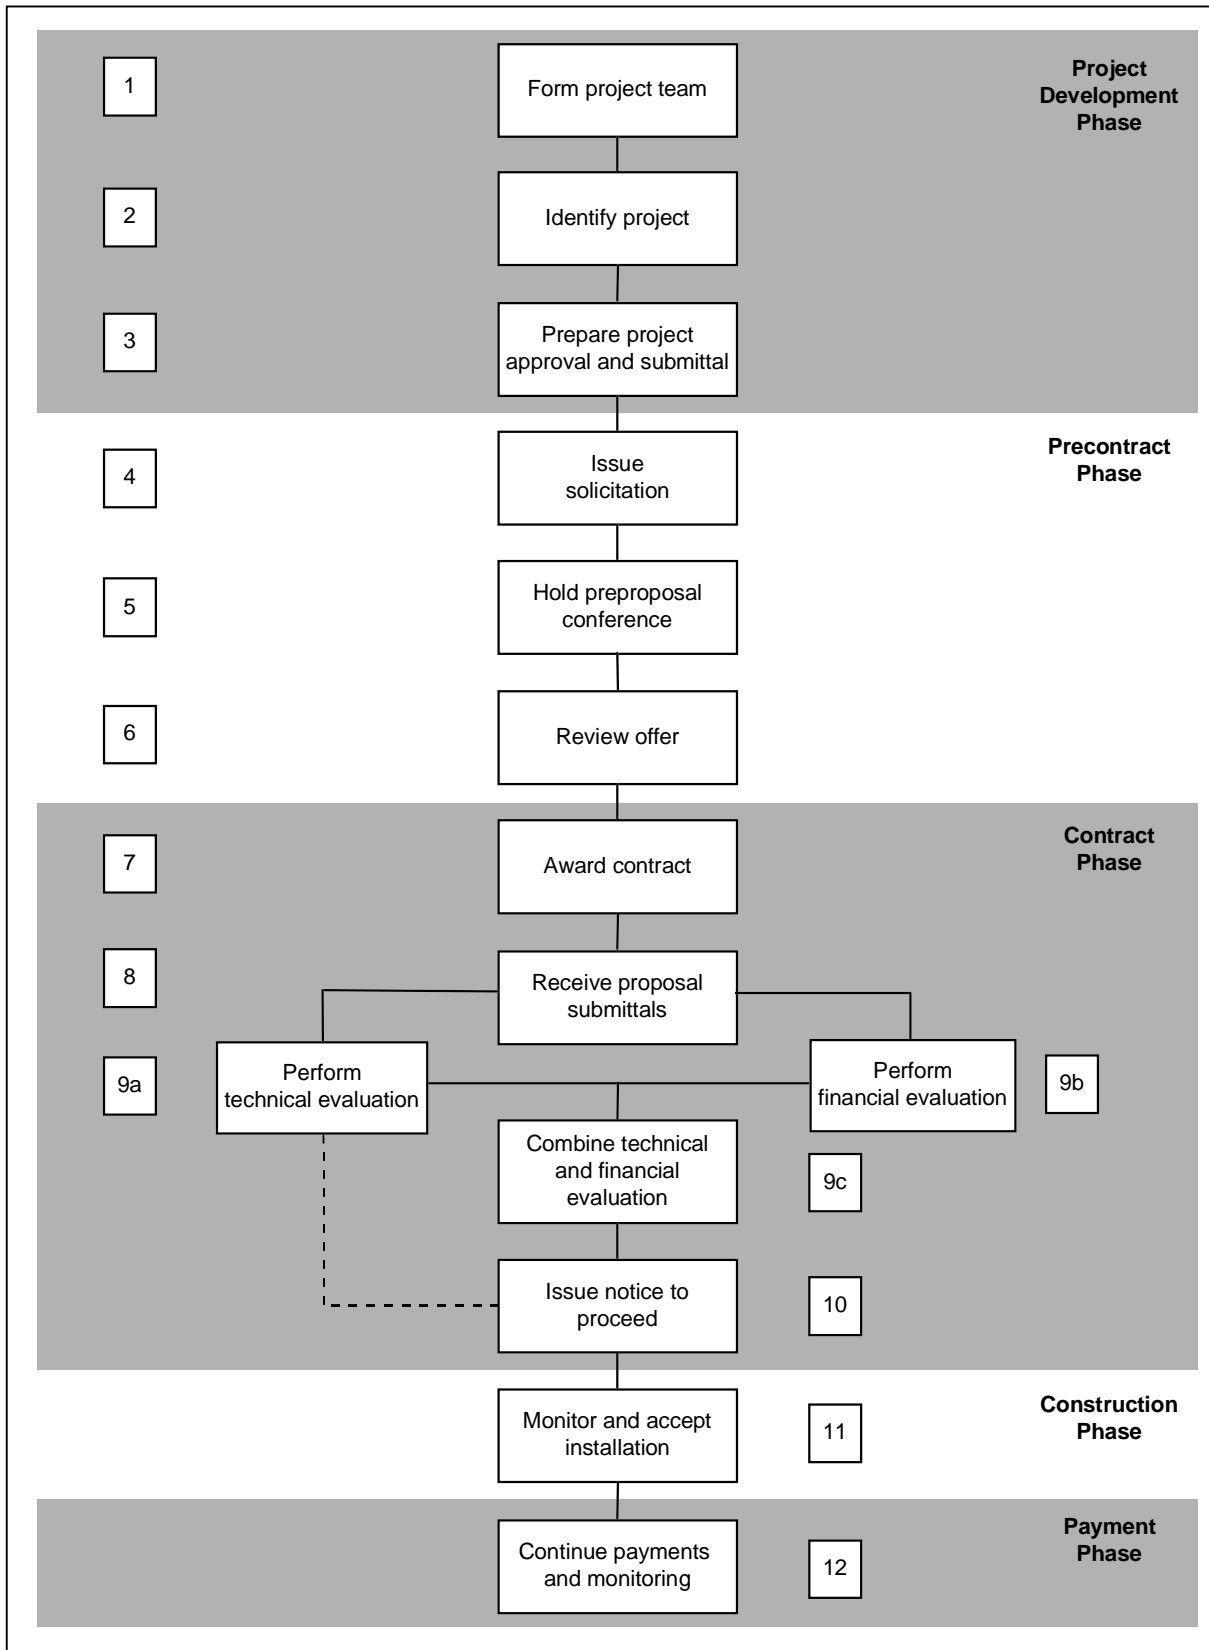 1
Form project team
Project
Development
Phase
2
Identify project
3
Prepare project
approval and submittal
4
Issue
solicitation
Precontract
Phase
5
Hold preproposal
conference
6
Review offer
7
Award contract
Contract
Phase
8
Receive proposal
submittals
9a
Perform
technical evaluation
Perform
financial evaluation
9b
Combine technical
and financial
evaluation
9c
Issue notice to
proceed
10
Monitor and accept
installation
11
Construction
Phase
Continue payments
and monitoring
12
Payment
Phase